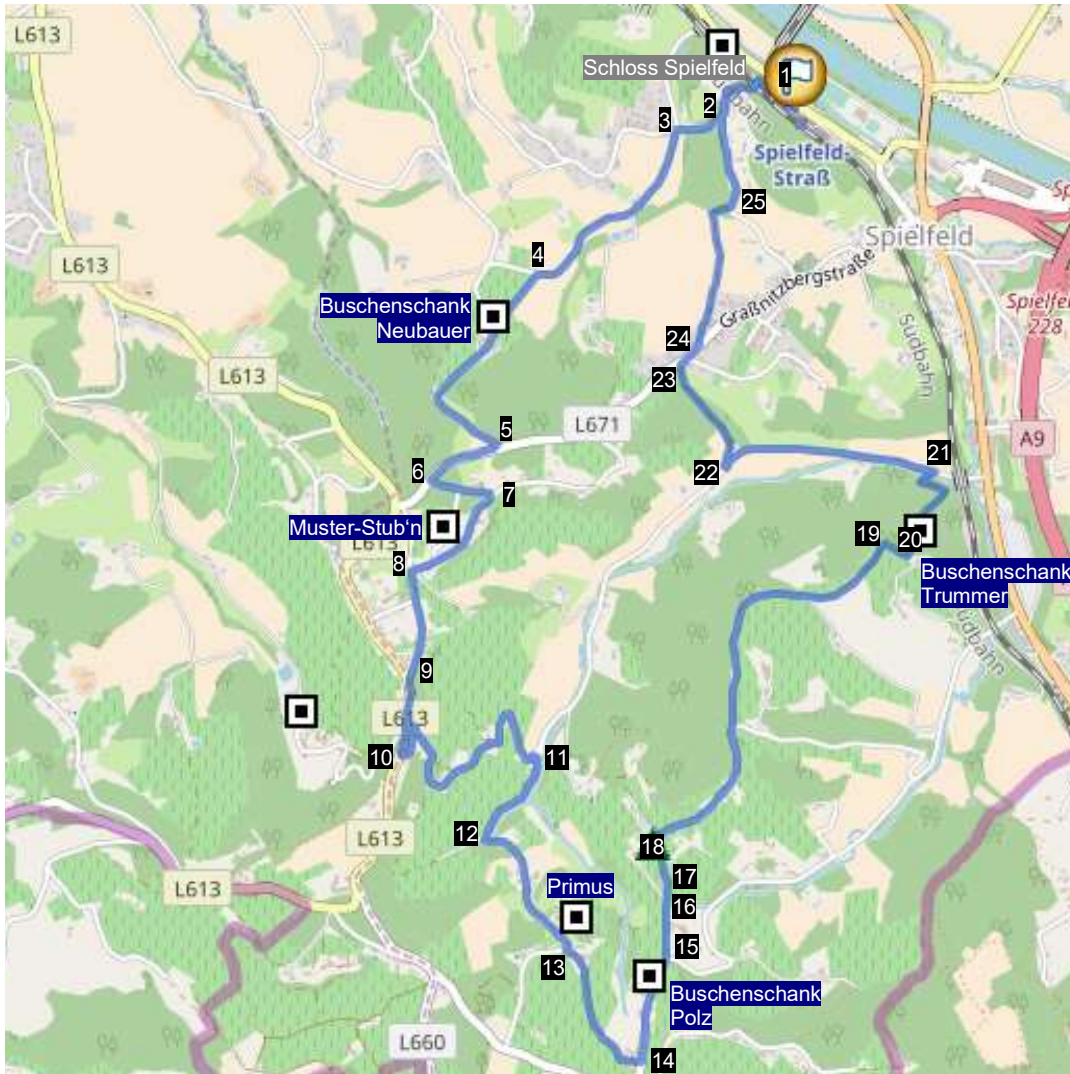 L613
Schloss Spielfeld
1
2
Südbahn
3
Spielfeld-
Straß
25
4
L613
Spielfeld
Graßnitzbergstraße
Buschenschank
Neubauer
Spielfe
228
Südbahn
24
L613
23
L671
5
A9
6
22
21
7
Muster-Stub'n
L613
19
20
8
Buschenschank
Trummer
Südbahn
9
L613
10
11
12
L613
18
17
L613
Primus
16
15
13
Buschenschank
Polz
L660
14